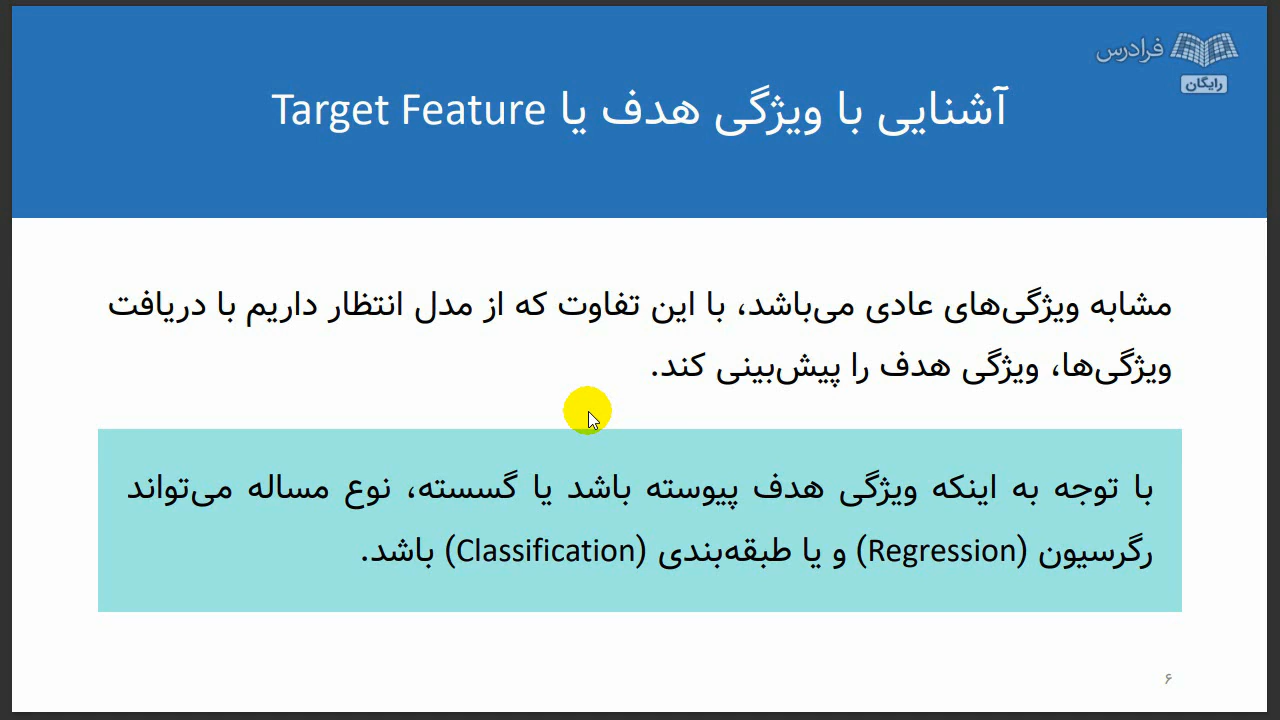 فرادرس
رایگان
آشنایی با ویژگی هدف یا Target Feature
مشابه ویژگی‌های عادی می‌باشد، با این تفاوت که از مدل انتظار داریم با دریافت
ویژگی‌ها، ویژگی هدف را پیش‌بینی کند.
با توجه به اینکه ویژگی هدف پیوسته باشد یا گسسته، نوع مساله می‌تواند
رگرسیون (Regression) و یا طبقه‌بندی (Classification) باشد.
۶